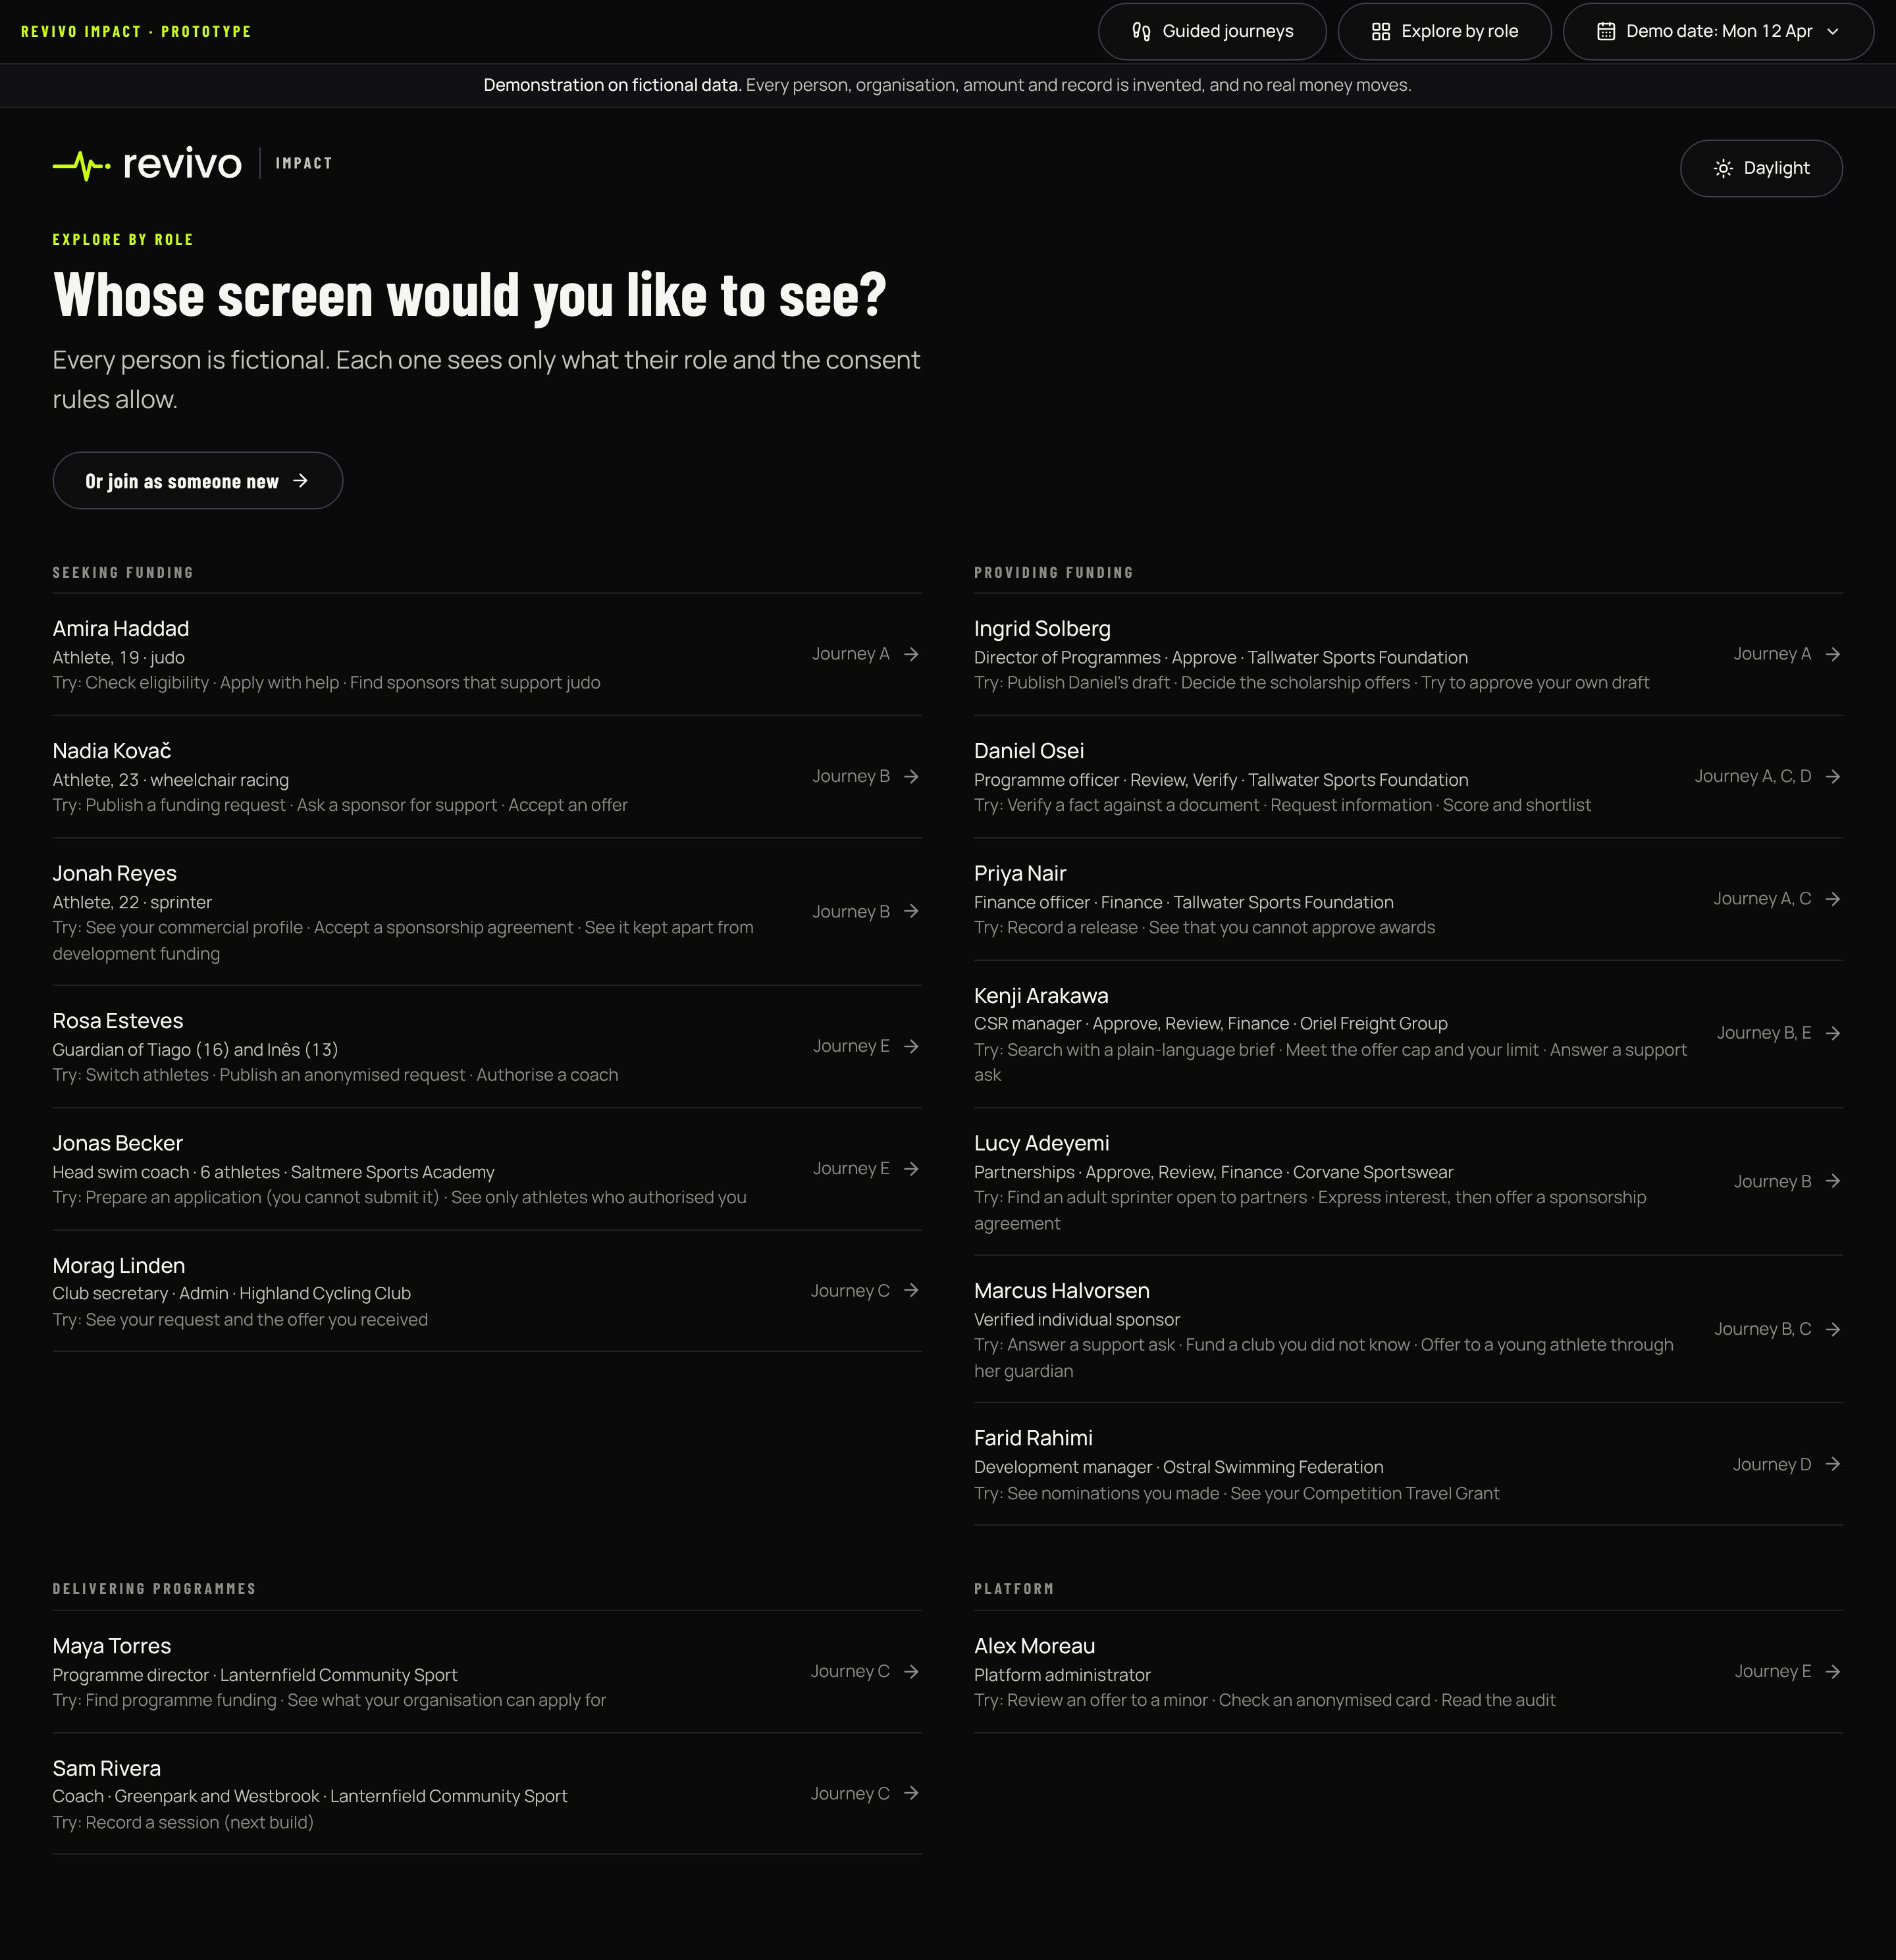 REVIVO IMPACT · PROTOTYPE
Guided journeys
Explore by role
Demo date: Mon 12 Apr
Demonstration on fictional data. Every person, organisation, amount and record is invented, and no real money moves.
revivo
IMPACT
Daylight
EXPLORE BY ROLE
Whose screen would you like to see?
Every person is fictional. Each one sees only what their role and the consent
rules allow.
Or join as someone new
SEEKING FUNDING
Amira Haddad
Athlete, 19 · judo
Try: Check eligibility · Apply with help · Find sponsors that support judo
Journey A
Nadia Kovač
Athlete, 23 · wheelchair racing
Try: Publish a funding request · Ask a sponsor for support · Accept an offer
Journey B
Jonah Reyes
Athlete, 22 · sprinter
Try: See your commercial profile · Accept a sponsorship agreement · See it kept apart from
development funding
Journey B
Rosa Esteves
Guardian of Tiago (16) and Inês (13)
Try: Switch athletes · Publish an anonymised request · Authorise a coach
Journey E
Jonas Becker
Head swim coach · 6 athletes · Saltmere Sports Academy
Try: Prepare an application (you cannot submit it) · See only athletes who authorised you
Journey E
Morag Linden
Club secretary · Admin · Highland Cycling Club
Try: See your request and the offer you received
Journey C
PROVIDING FUNDING
Ingrid Solberg
Director of Programmes · Approve · Tallwater Sports Foundation
Try: Publish Daniel's draft · Decide the scholarship offers · Try to approve your own draft
Journey A
Daniel Osei
Programme officer · Review, Verify · Tallwater Sports Foundation
Try: Verify a fact against a document · Request information · Score and shortlist
Journey A, C, D
Priya Nair
Finance officer · Finance · Tallwater Sports Foundation
Try: Record a release · See that you cannot approve awards
Journey A, C
Kenji Arakawa
CSR manager · Approve, Review, Finance · Oriel Freight Group
Try: Search with a plain-language brief · Meet the offer cap and your limit · Answer a support
ask
Journey B, E
Lucy Adeyemi
Partnerships · Approve, Review, Finance · Corvane Sportswear
Try: Find an adult sprinter open to partners · Express interest, then offer a sponsorship
agreement
Journey B
Marcus Halvorsen
Verified individual sponsor
Try: Answer a support ask · Fund a club you did not know · Offer to a young athlete through
her guardian
Journey B, C
Farid Rahimi
Development manager · Ostral Swimming Federation
Try: See nominations you made · See your Competition Travel Grant
Journey D
DELIVERING PROGRAMMES
Maya Torres
Programme director · Lanternfield Community Sport
Try: Find programme funding · See what your organisation can apply for
Journey C
Sam Rivera
Coach · Greenpark and Westbrook · Lanternfield Community Sport
Try: Record a session (next build)
Journey C
PLATFORM
Alex Moreau
Platform administrator
Try: Review an offer to a minor · Check an anonymised card · Read the audit
Journey E